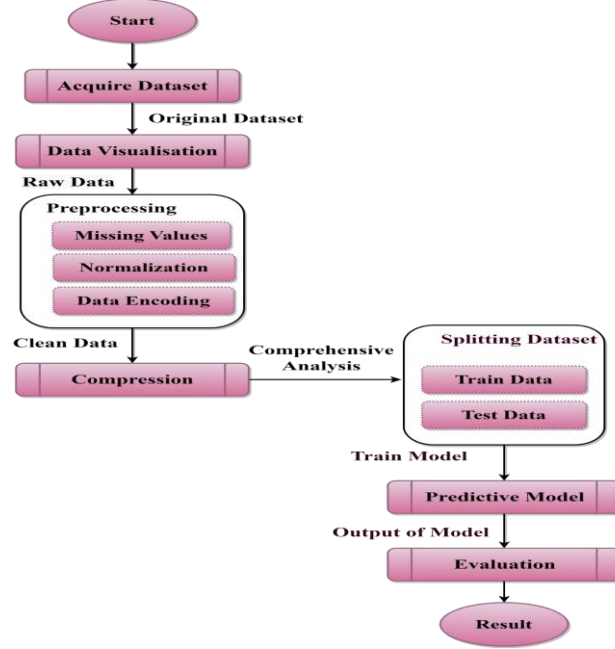 Start
Acquire Dataset
Original Dataset
Data Visualisation
Raw Data
Preprocessing
Missing Values
Normalization
Data Encoding
Clean Data
Compression
Comprehensive
Analysis
Splitting Dataset
Train Data
Test Data
Train Model
Predictive Model
Output of Model
Evaluation
Result